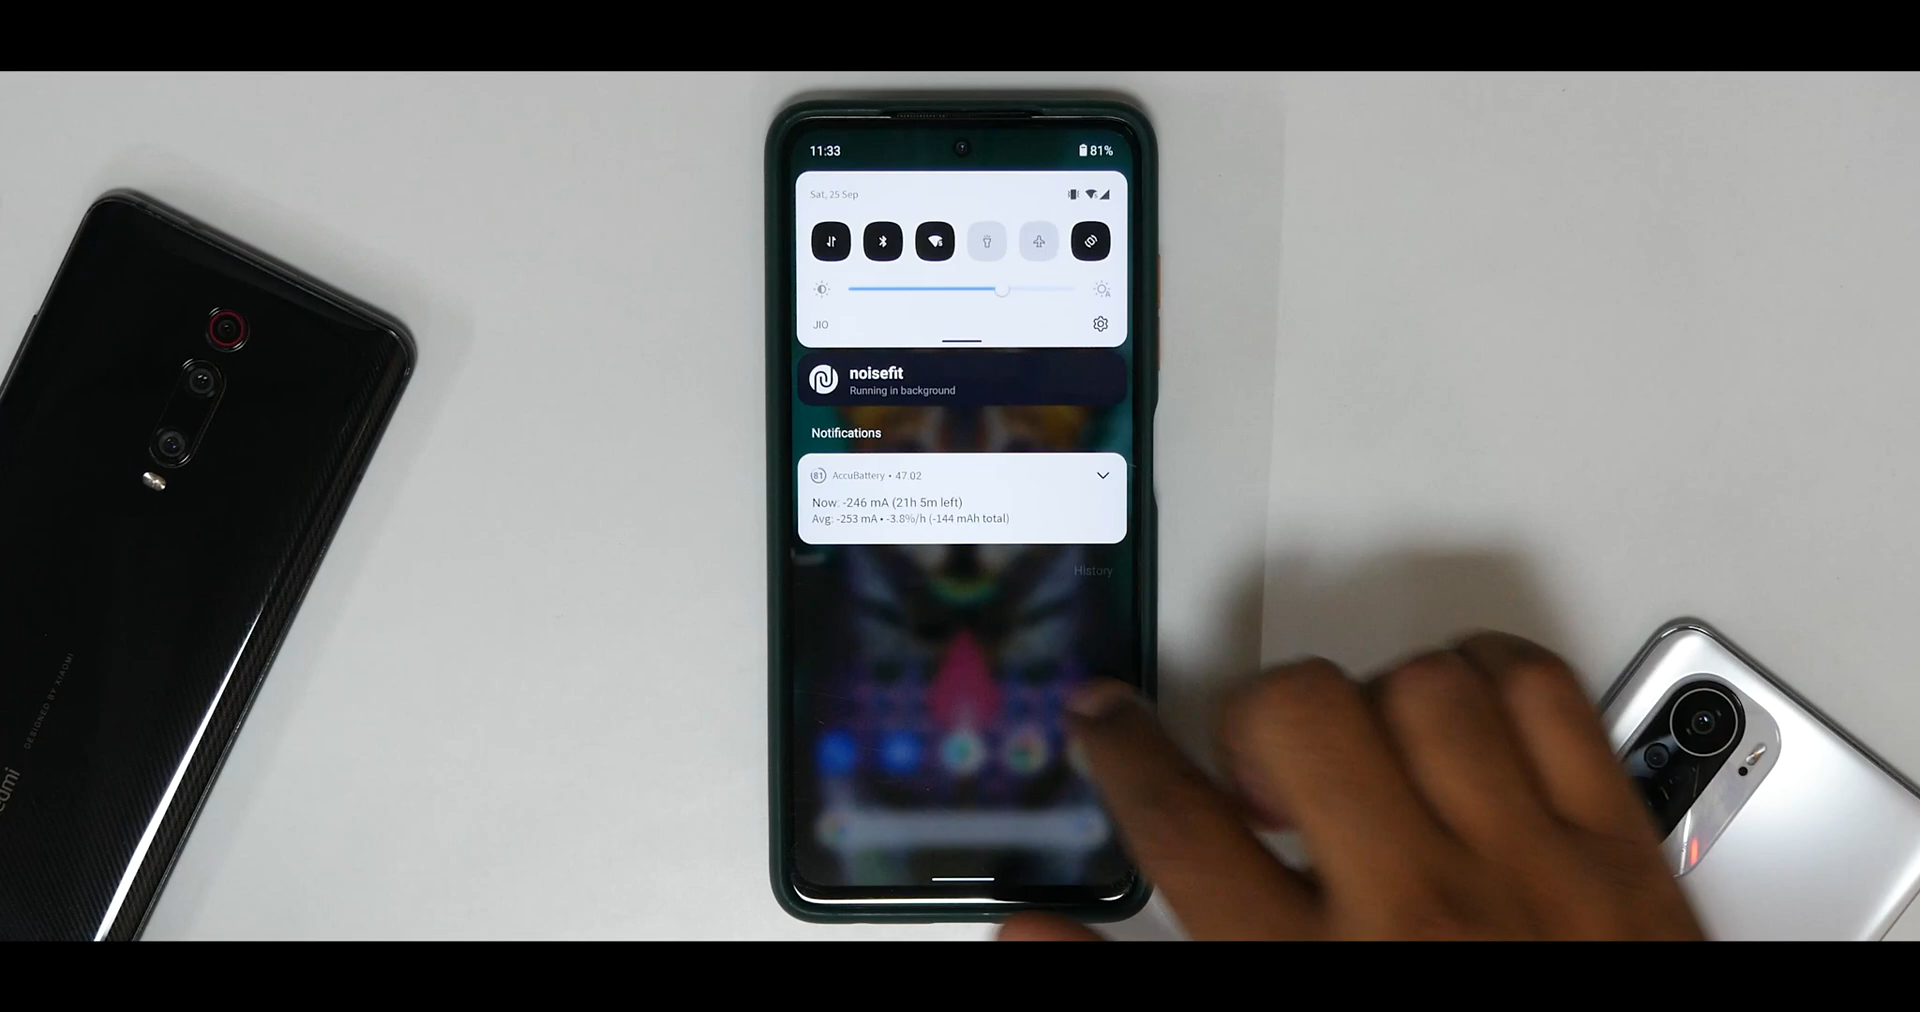 11:33
81%
Sat, 25 Sep
JIO
noisefit
Running in background
Notifications
81 AccuBattery • 47.02
Now: -246 mA (21h 5m left)
Avg: -253 mA • -3.8%/h (-144 mAh total)
History
DESIGNED BY XIAOMI